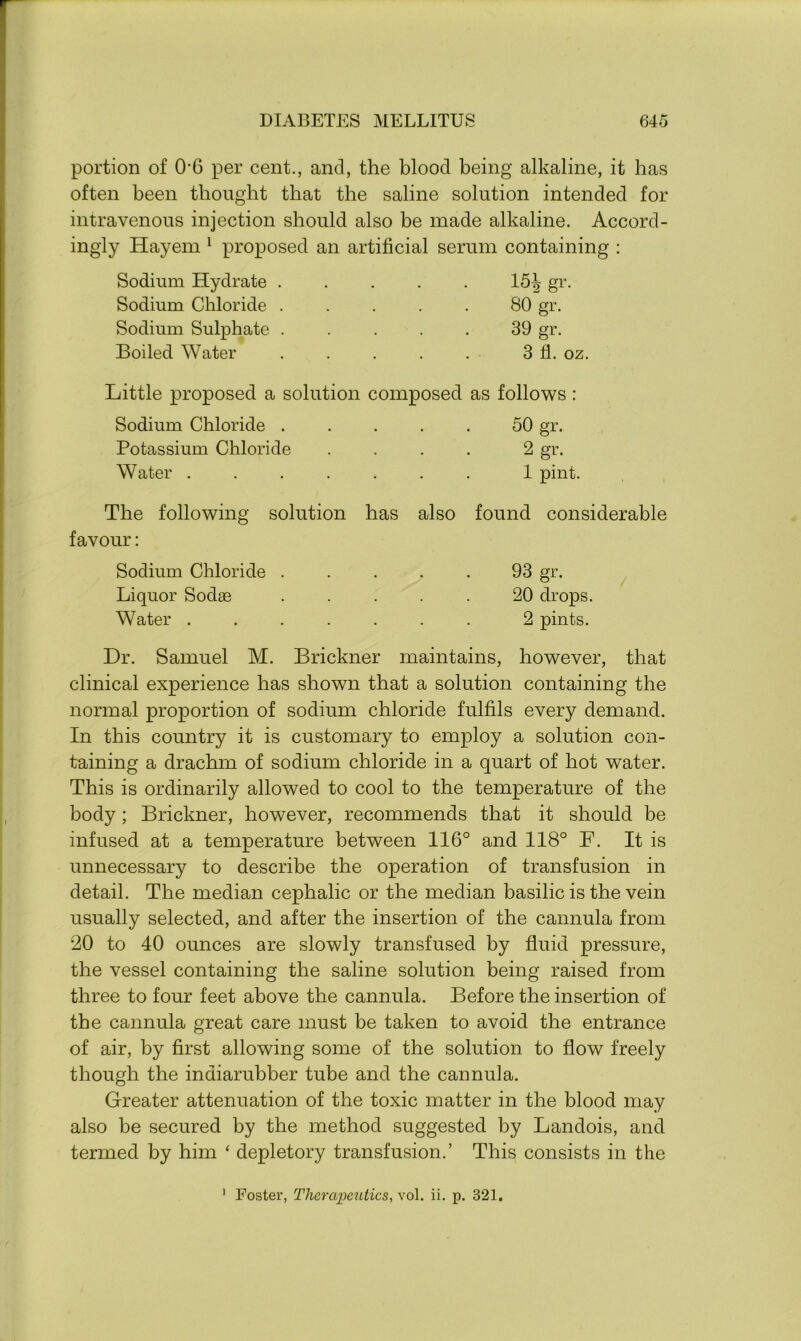 DIABETES MELLITUS 645
portion of 0·6 per cent., and, the blood being alkaline, it has
often been thought that the saline solution intended for
intravenous injection should also be made alkaline. Accord-
ingly Hayem ¹ proposed an artificial serum containing :
Sodium Hydrate . . . . . 15½ gr.
Sodium Chloride . . . . . 80 gr.
Sodium Sulphate . . . . . 39 gr.
Boiled Water . . . . . 3 fl. oz.
Little proposed a solution composed as follows :
Sodium Chloride . . . . . 50 gr.
Potassium Chloride . . . . 2 gr.
Water . . . . . . . 1 pint.
The following solution has also found considerable
favour:
Sodium Chloride . . . . . 93 gr.
Liquor Sodæ . . . . . 20 drops.
Water . . . . . . . 2 pints.
Dr. Samuel M. Brickner maintains, however, that
clinical experience has shown that a solution containing the
normal proportion of sodium chloride fulfils every demand.
In this country it is customary to employ a solution con-
taining a drachm of sodium chloride in a quart of hot water.
This is ordinarily allowed to cool to the temperature of the
body ; Brickner, however, recommends that it should be
infused at a temperature between 116° and 118° F. It is
unnecessary to describe the operation of transfusion in
detail. The median cephalic or the median basilic is the vein
usually selected, and after the insertion of the cannula from
20 to 40 ounces are slowly transfused by fluid pressure,
the vessel containing the saline solution being raised from
three to four feet above the cannula. Before the insertion of
the cannula great care must be taken to avoid the entrance
of air, by first allowing some of the solution to flow freely
though the indiarubber tube and the cannula.
Greater attenuation of the toxic matter in the blood may
also be secured by the method suggested by Landois, and
termed by him ‘ depletory transfusion.’ This consists in the
¹ Foster, Therapeutics, vol. ii. p. 321.